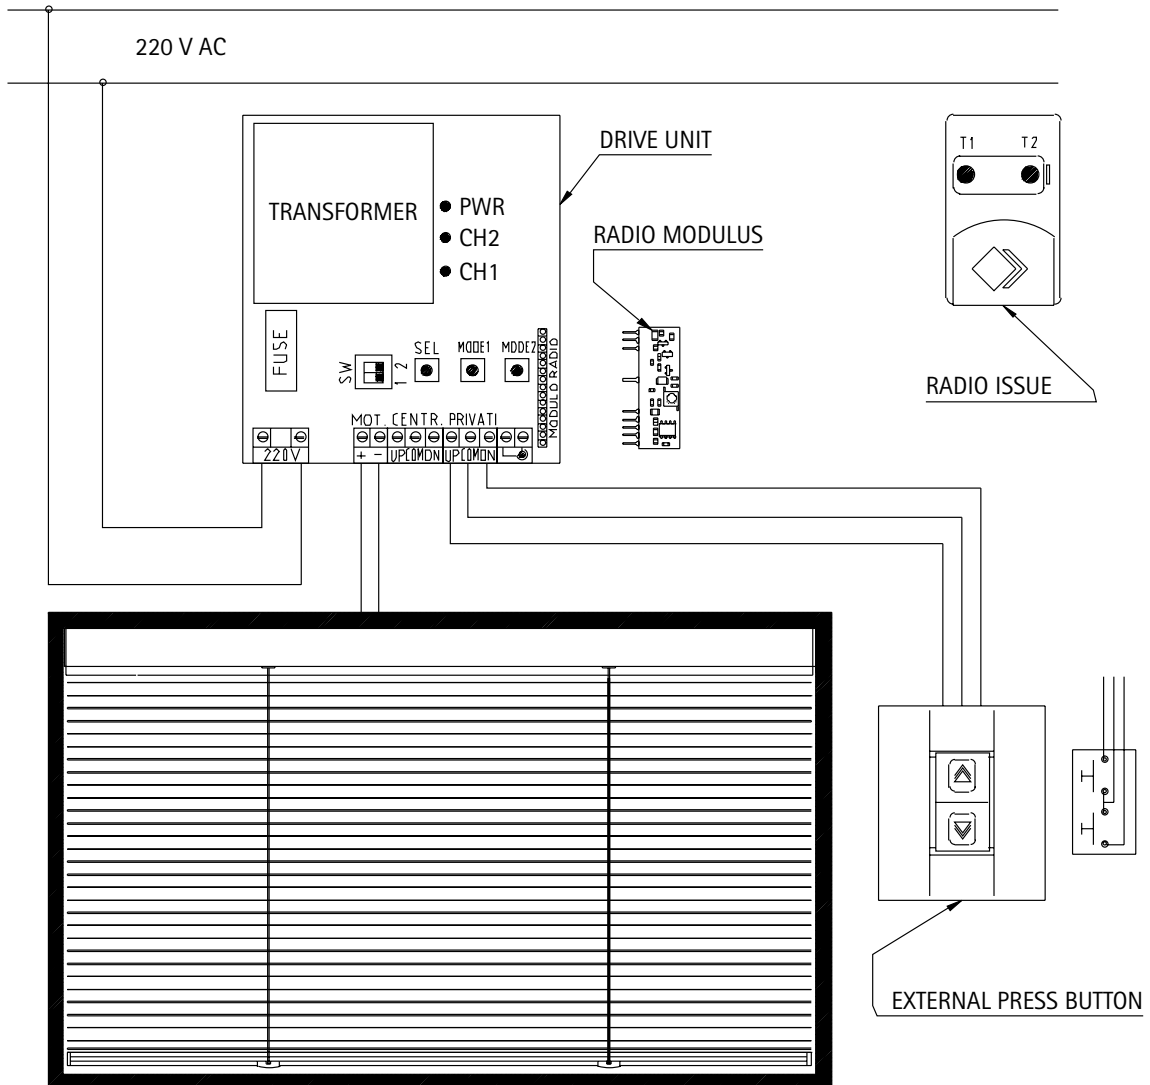 220 V AC
DRIVE UNIT
T1 T2
TRANSFORMER
PWR
CH2
CH1
RADIO MODULUS
FUSE
SW
1 2
SEL MODE1 MODE2
MODULO RADIO
RADIO ISSUE
MOT. CENTR. PRIVATI
220V
+ - UP COM DN UP COM DN
EXTERNAL PRESS BUTTON